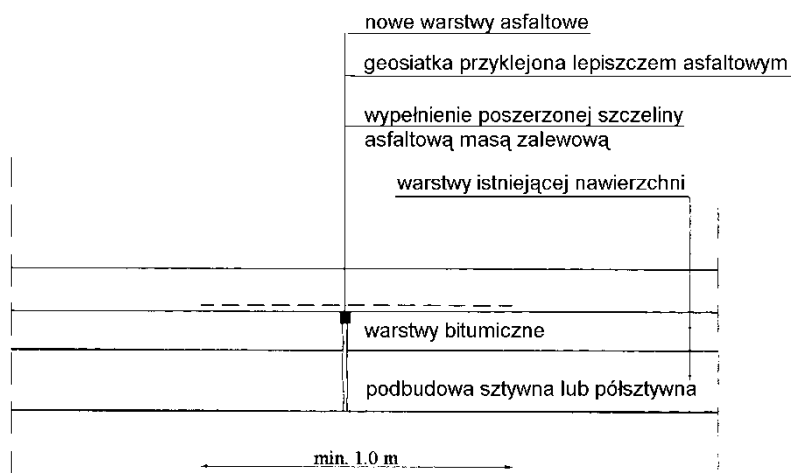 nowe warstwy asfaltowe
geosiatka przyklejona lepiszczem asfaltowym
wypełnienie poszerzonej szczeliny
asfaltową masą zalewową
warstwy istniejącej nawierzchni
warstwy bitumiczne
podbudowa sztywna lub półsztywna
min. 1.0 m